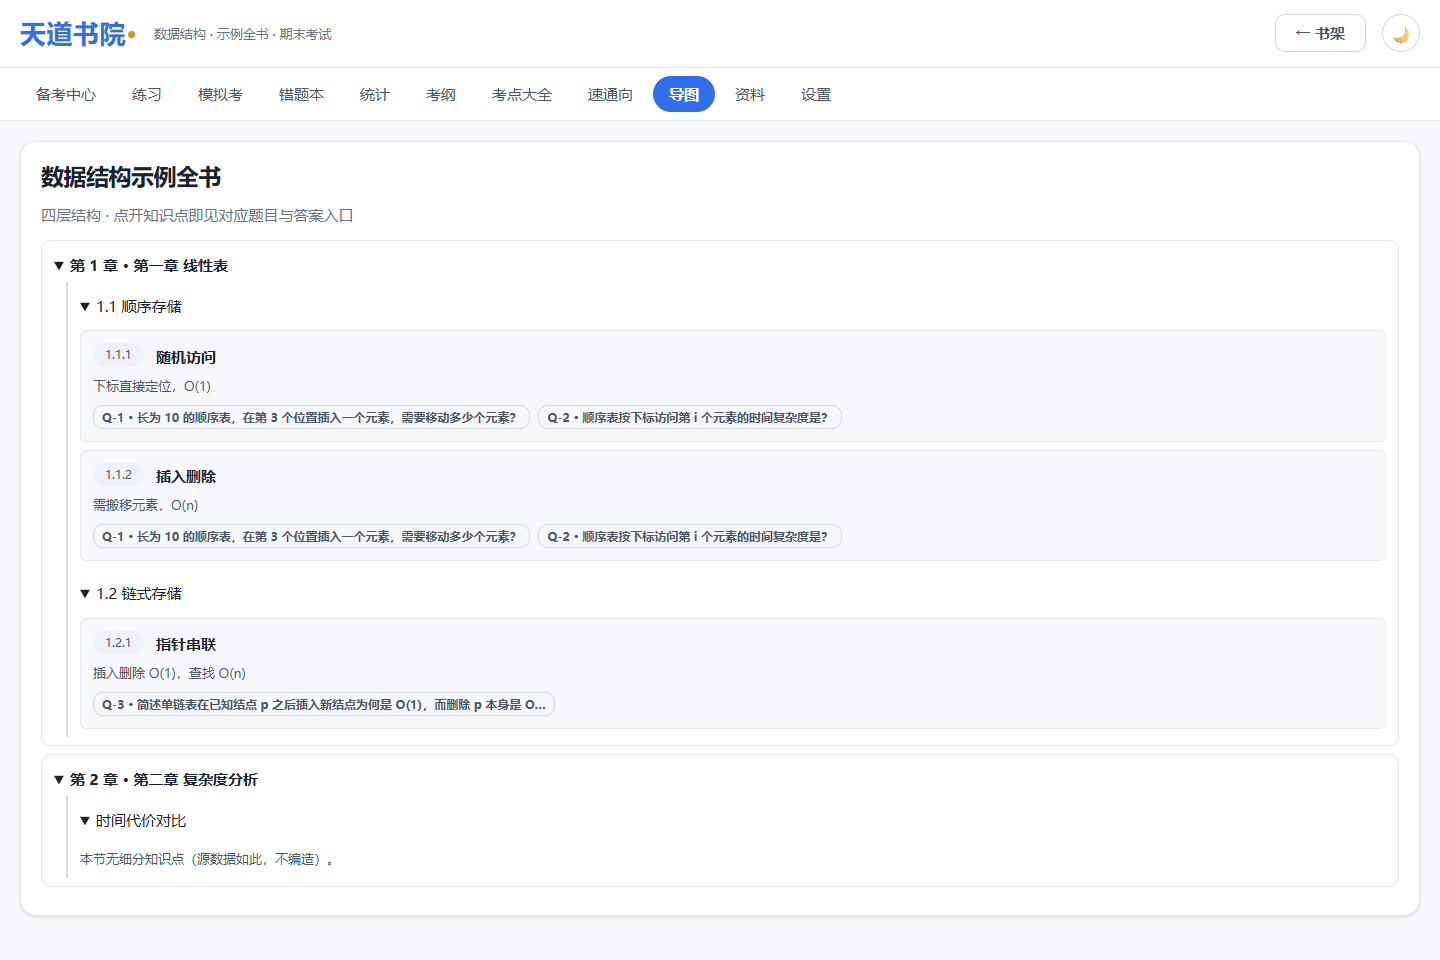 天道书院
数据结构 · 示例全书 · 期末考试
← 书架
备考中心 练习 模拟考 错题本 统计 考纲 考点大全 速通向 导图 资料 设置
数据结构示例全书
四层结构 · 点开知识点即见对应题目与答案入口
▼ 第 1 章 • 第一章 线性表
▼ 1.1 顺序存储
1.1.1 随机访问
下标直接定位，O(1)
Q-1 • 长为 10 的顺序表，在第 3 个位置插入一个元素，需要移动多少个元素？ Q-2 • 顺序表按下标访问第 i 个元素的时间复杂度是？
1.1.2 插入删除
需搬移元素，O(n)
Q-1 • 长为 10 的顺序表，在第 3 个位置插入一个元素，需要移动多少个元素？ Q-2 • 顺序表按下标访问第 i 个元素的时间复杂度是？
▼ 1.2 链式存储
1.2.1 指针串联
插入删除 O(1)，查找 O(n)
Q-3 • 简述单链表在已知结点 p 之后插入新结点为何是 O(1)，而删除 p 本身是 O...
▼ 第 2 章 • 第二章 复杂度分析
▼ 时间代价对比
本节无细分知识点（源数据如此，不编造）。